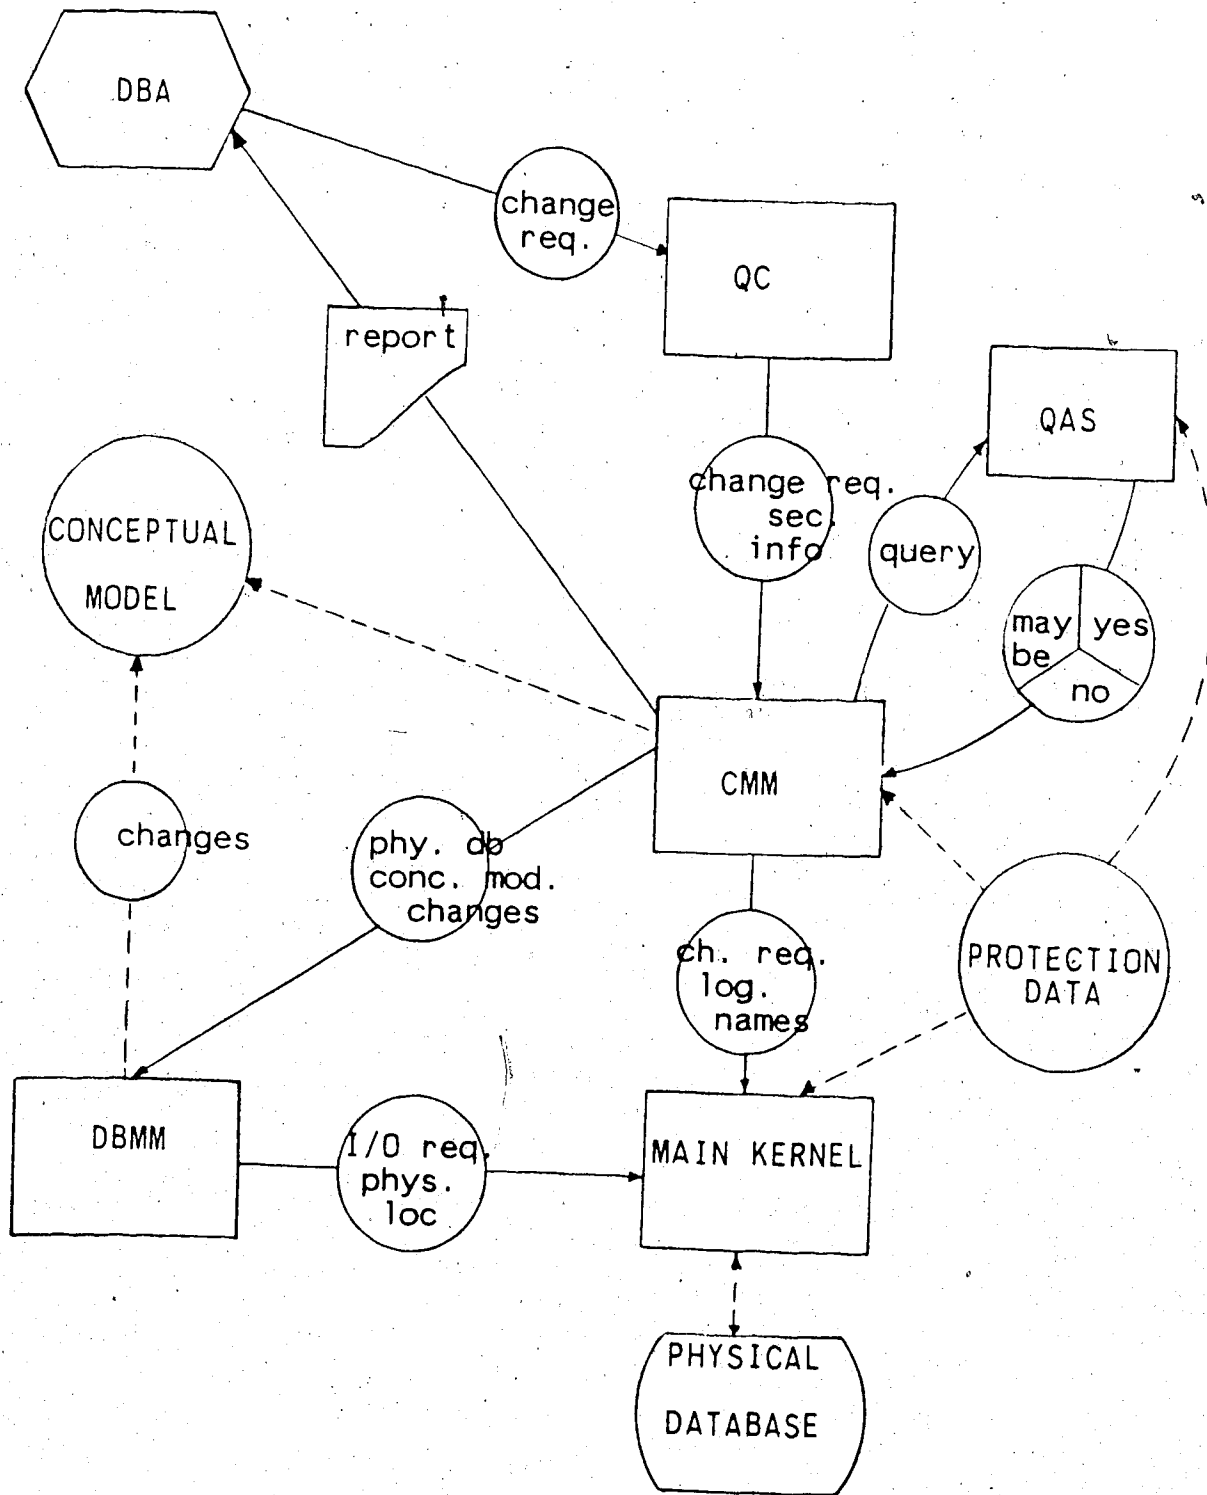 DBA
change
req.
QC
report
QAS
change req.
sec.
info
query
CONCEPTUAL
MODEL
may
be
yes
no
CMM
changes
phy. db
conc. mod.
changes
ch. req.
log.
names
PROTECTION
DATA
DBMM
I/O req.
phys.
loc
MAIN KERNEL
PHYSICAL
DATABASE